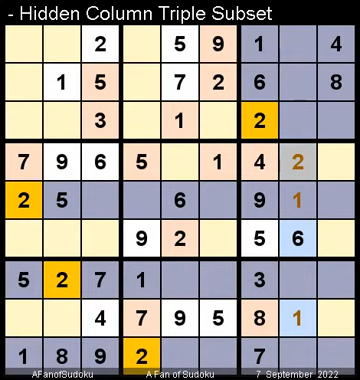 - Hidden Column Triple Subset
2 5 9 1 4
1 5 7 2 6 8
3 1 2
7 9 6 5 1 4 2
2 5 6 9 1
9 2 5 6
5 2 7 1 3
4 7 9 5 8 1
1 8 9 2 7
AFanofSudoku A Fan of Sudoku 7 September 2022